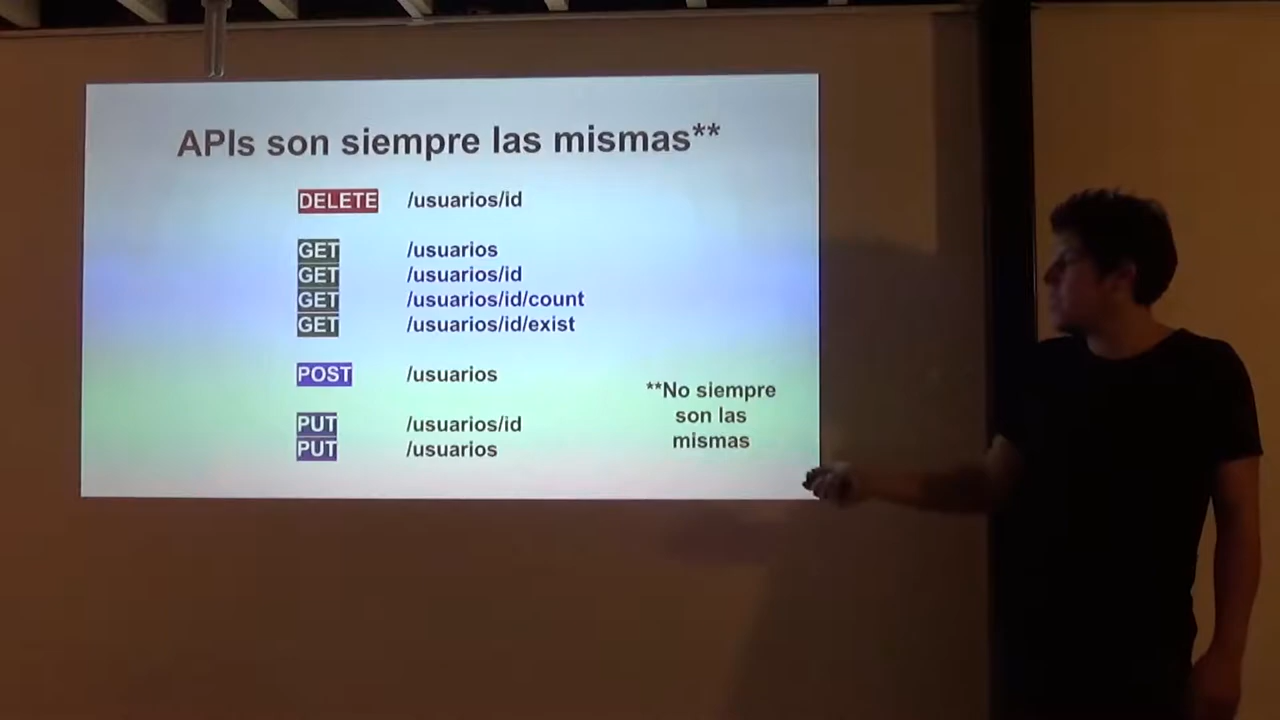 APIs son siempre las mismas**
DELETE /usuarios/id
GET /usuarios
GET /usuarios/id
GET /usuarios/id/count
GET /usuarios/id/exist
POST /usuarios
PUT /usuarios/id
PUT /usuarios
**No siempre
son las
mismas